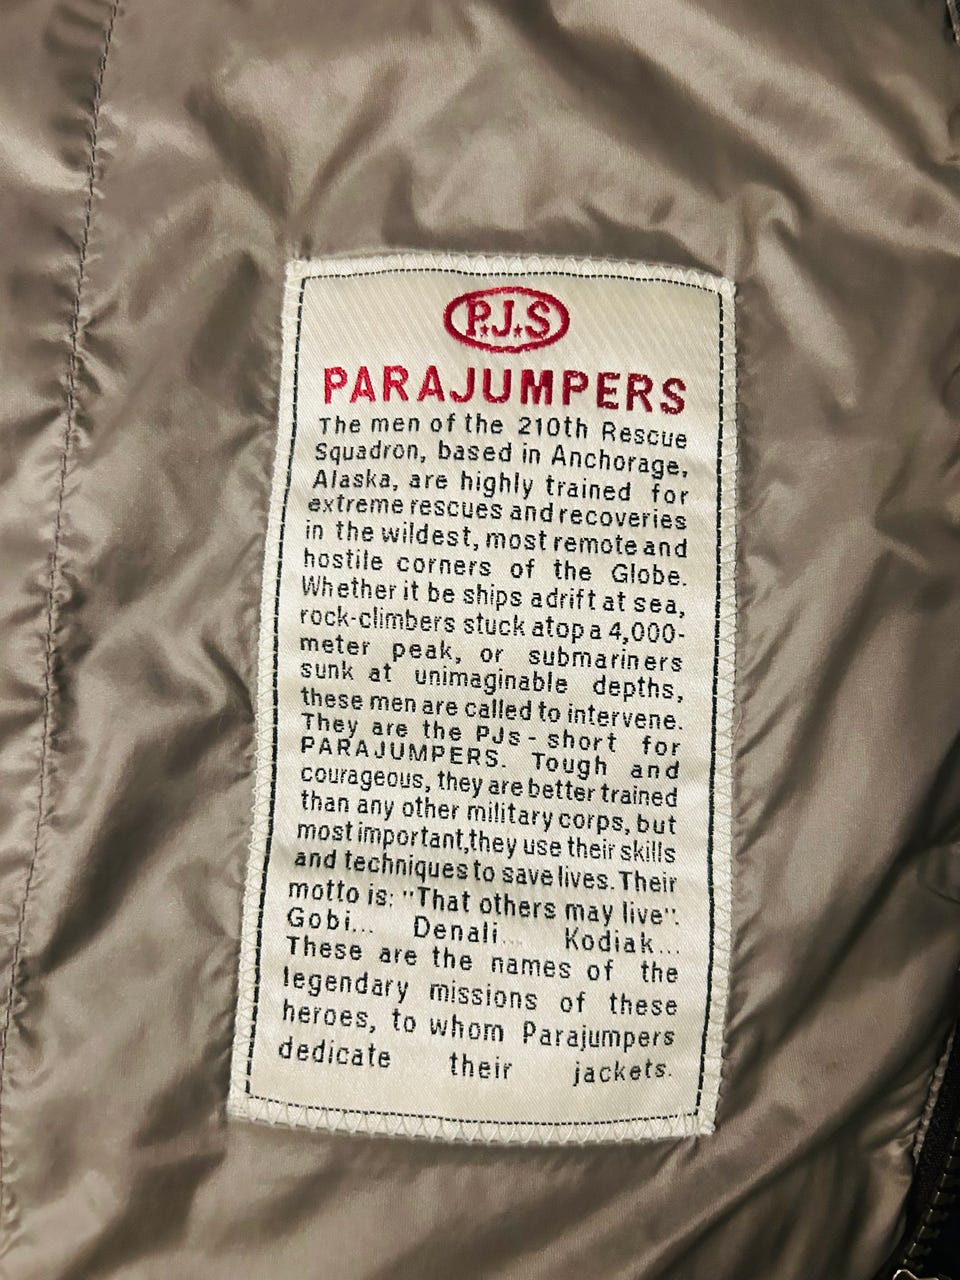 P.J.S
PARAJUMPERS
The men of the 210th Rescue
Squadron, based in Anchorage,
Alaska, are highly trained for
extreme rescues and recoveries
in the wildest, most remote and
hostile corners of the Globe.
Whether it be ships adrift at sea,
rock-climbers stuck atop a 4,000-
meter peak, or submariners
sunk at unimaginable depths,
these men are called to intervene.
They are the PJs - short for
PARAJUMPERS. Tough and
courageous, they are better trained
than any other military corps, but
most important,they use their skills
and techniques to save lives. Their
motto is: "That others may live".
Gobi... Denali... Kodiak...
These are the names of the
legendary missions of these
heroes, to whom Parajumpers
dedicate their jackets.